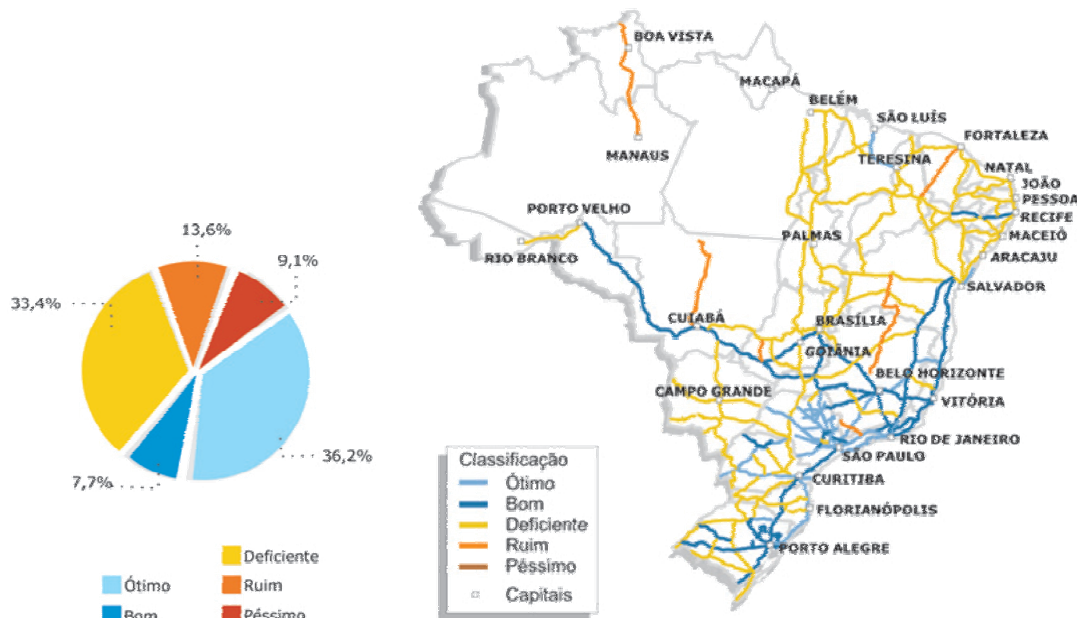 13,6%
9,1%
33,4%
36,2%
7,7%
Deficiente
Ótimo
Ruim
Bom
Péssimo
BOA VISTA
MACAPÁ
BELÉM
SÃO LUÍS
FORTALEZA
MANAUS
TERESINA
NATAL
JOÃO
PESSOA
PORTO VELHO
RECIFE
PALMAS
MACEIÓ
RIO BRANCO
ARACAJU
SALVADOR
CUIABÁ
BRASÍLIA
GOIÂNIA
BELO HORIZONTE
CAMPO GRANDE
VITÓRIA
RIO DE JANEIRO
SÃO PAULO
CURITIBA
FLORIANÓPOLIS
PORTO ALEGRE
Classificação
Ótimo
Bom
Deficiente
Ruim
Péssimo
Capitais